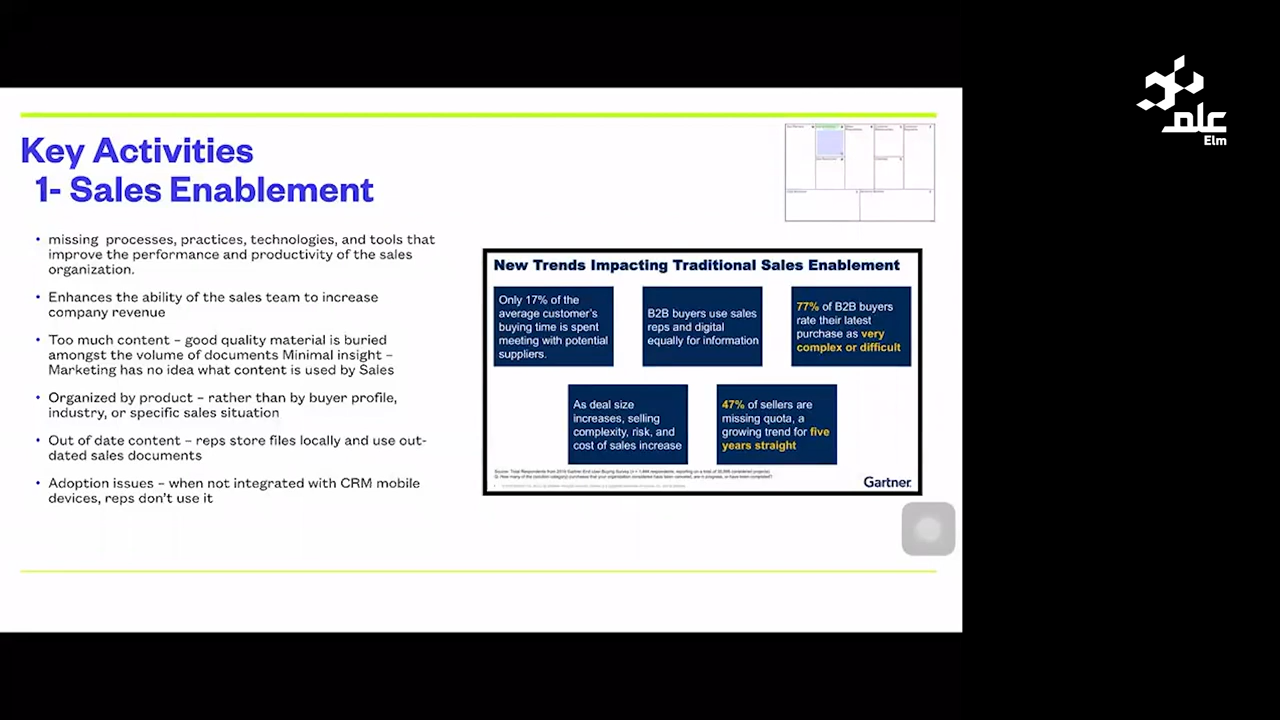 علم
Elm
Key Activities
1- Sales Enablement
• missing processes, practices, technologies, and tools that
improve the performance and productivity of the sales
organization.
• Enhances the ability of the sales team to increase
company revenue
• Too much content – good quality material is buried
amongst the volume of documents Minimal insight –
Marketing has no idea what content is used by Sales
• Organized by product – rather than by buyer profile,
industry, or specific sales situation
• Out of date content – reps store files locally and use out-
dated sales documents
• Adoption issues – when not integrated with CRM mobile
devices, reps don't use it
New Trends Impacting Traditional Sales Enablement
Only 17% of the
average customer's
buying time is spent
meeting with potential
suppliers.
B2B buyers use sales
reps and digital
equally for information
77% of B2B buyers
rate their latest
purchase as very
complex or difficult
As deal size
increases, selling
complexity, risk, and
cost of sales increase
47% of sellers are
missing quota, a
growing trend for five
years straight
Gartner